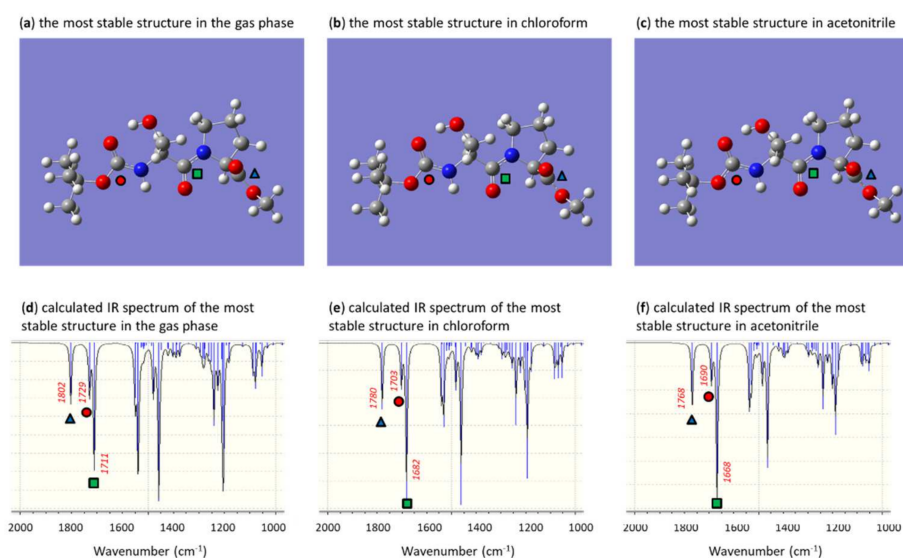 (a) the most stable structure in the gas phase
(b) the most stable structure in chloroform
(c) the most stable structure in acetonitrile
(d) calculated IR spectrum of the most
stable structure in the gas phase
(e) calculated IR spectrum of the most
stable structure in chloroform
(f) calculated IR spectrum of the most
stable structure in acetonitrile
1802
1729
1711
1780
1703
1682
1768
1690
1668
2000 1800 1600 1400 1200 1000
2000 1800 1600 1400 1200 1000
2000 1800 1600 1400 1200 1000
Wavenumber (cm⁻¹)
Wavenumber (cm⁻¹)
Wavenumber (cm⁻¹)